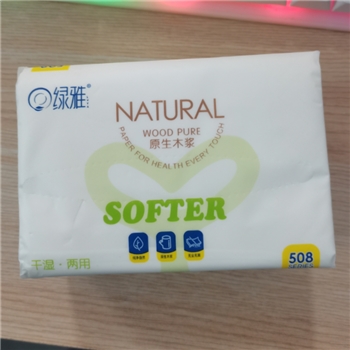 绿雅®
NATURAL
WOOD PURE
原生木浆
PAPER FOR HEALTH EVERY TOUCH
SOFTER
干湿·两用
508